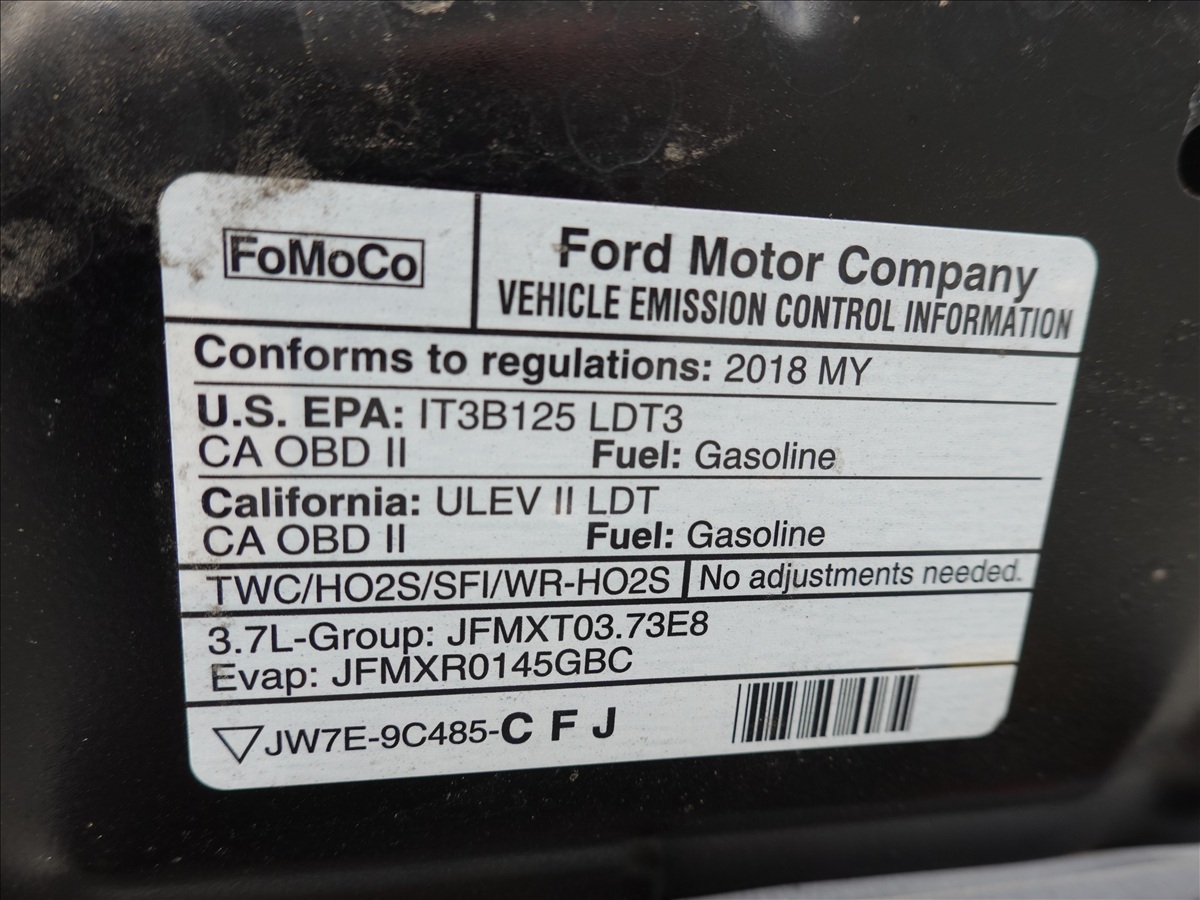 FoMoCo
Ford Motor Company
VEHICLE EMISSION CONTROL INFORMATION
Conforms to regulations: 2018 MY
U.S. EPA: IT3B125 LDT3
CA OBD II Fuel: Gasoline
California: ULEV II LDT
CA OBD II Fuel: Gasoline
TWC/HO2S/SFI/WR-HO2S No adjustments needed.
3.7L-Group: JFMXT03.73E8
Evap: JFMXR0145GBC
JW7E-9C485-C F J